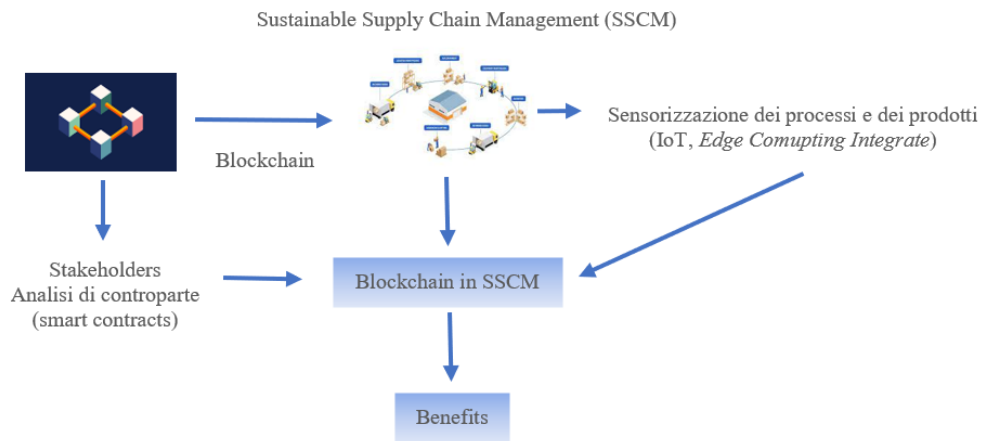 Sustainable Supply Chain Management (SSCM)
Blockchain
Sensorizzazione dei processi e dei prodotti
(IoT, Edge Comupting Integrate)
Stakeholders
Analisi di controparte
(smart contracts)
Blockchain in SSCM
Benefits